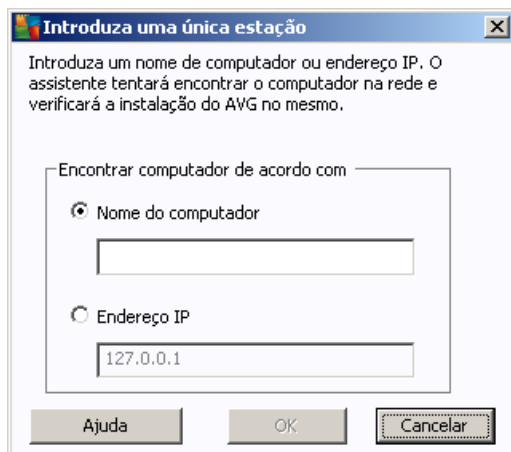 Introduza uma única estação
Introduza um nome de computador ou endereço IP. O
assistente tentará encontrar o computador na rede e
verificará a instalação do AVG no mesmo.
Encontrar computador de acordo com
Nome do computador
Endereço IP
127.0.0.1
Ajuda
OK
Cancelar